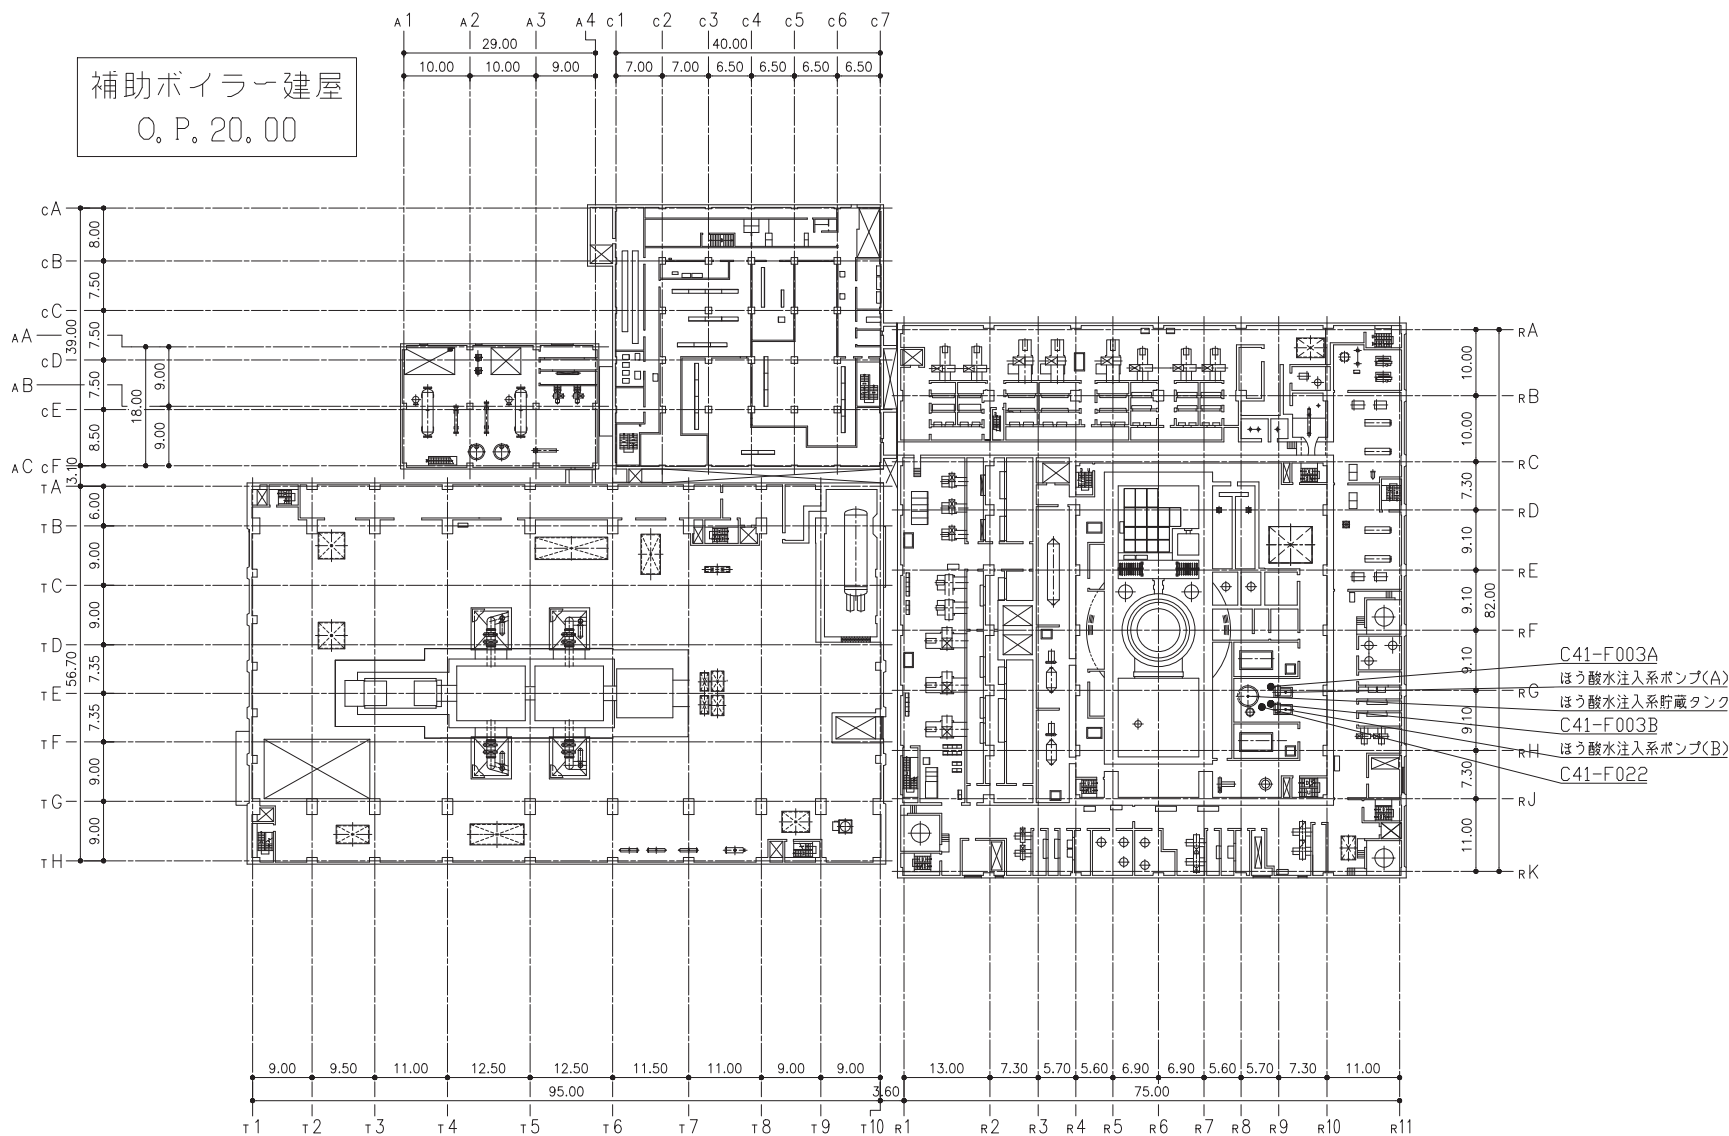 A1 A2 A3 A4 C1 C2 C3 C4 C5 C6 C7
29.00 40.00
10.00 10.00 9.00 7.00 7.00 6.50 6.50 6.50 6.50
補助ボイラー建屋
O.P.20.00
CA
8.00
CB
7.50
CC
AA
39.00
7.50
CD
AB
7.50
CE
8.50
AC CF
18.00
9.00
9.00
3.10
TA
6.00
TB
9.00
TC
9.00
TD
7.35
56.70
TE
7.35
TF
9.00
TG
9.00
TH
RA
10.00
RB
10.00
RC
7.30
RD
9.10
RE
9.10
82.00
RF
9.10
RG
9.10
RH
7.30
RJ
11.00
RK
C41-F003A
ほう酸水注入系ポンプ(A)
ほう酸水注入系貯蔵タンク
C41-F003B
ほう酸水注入系ポンプ(B)
C41-F022
9.00 9.50 11.00 12.50 12.50 11.50 11.00 9.00 9.00 13.00 7.30 5.70 5.60 6.90 6.90 5.60 5.70 7.30 11.00
95.00 3.60 75.00
T1 T2 T3 T4 T5 T6 T7 T8 T9 T10 R1 R2 R3 R4 R5 R6 R7 R8 R9 R10 R11